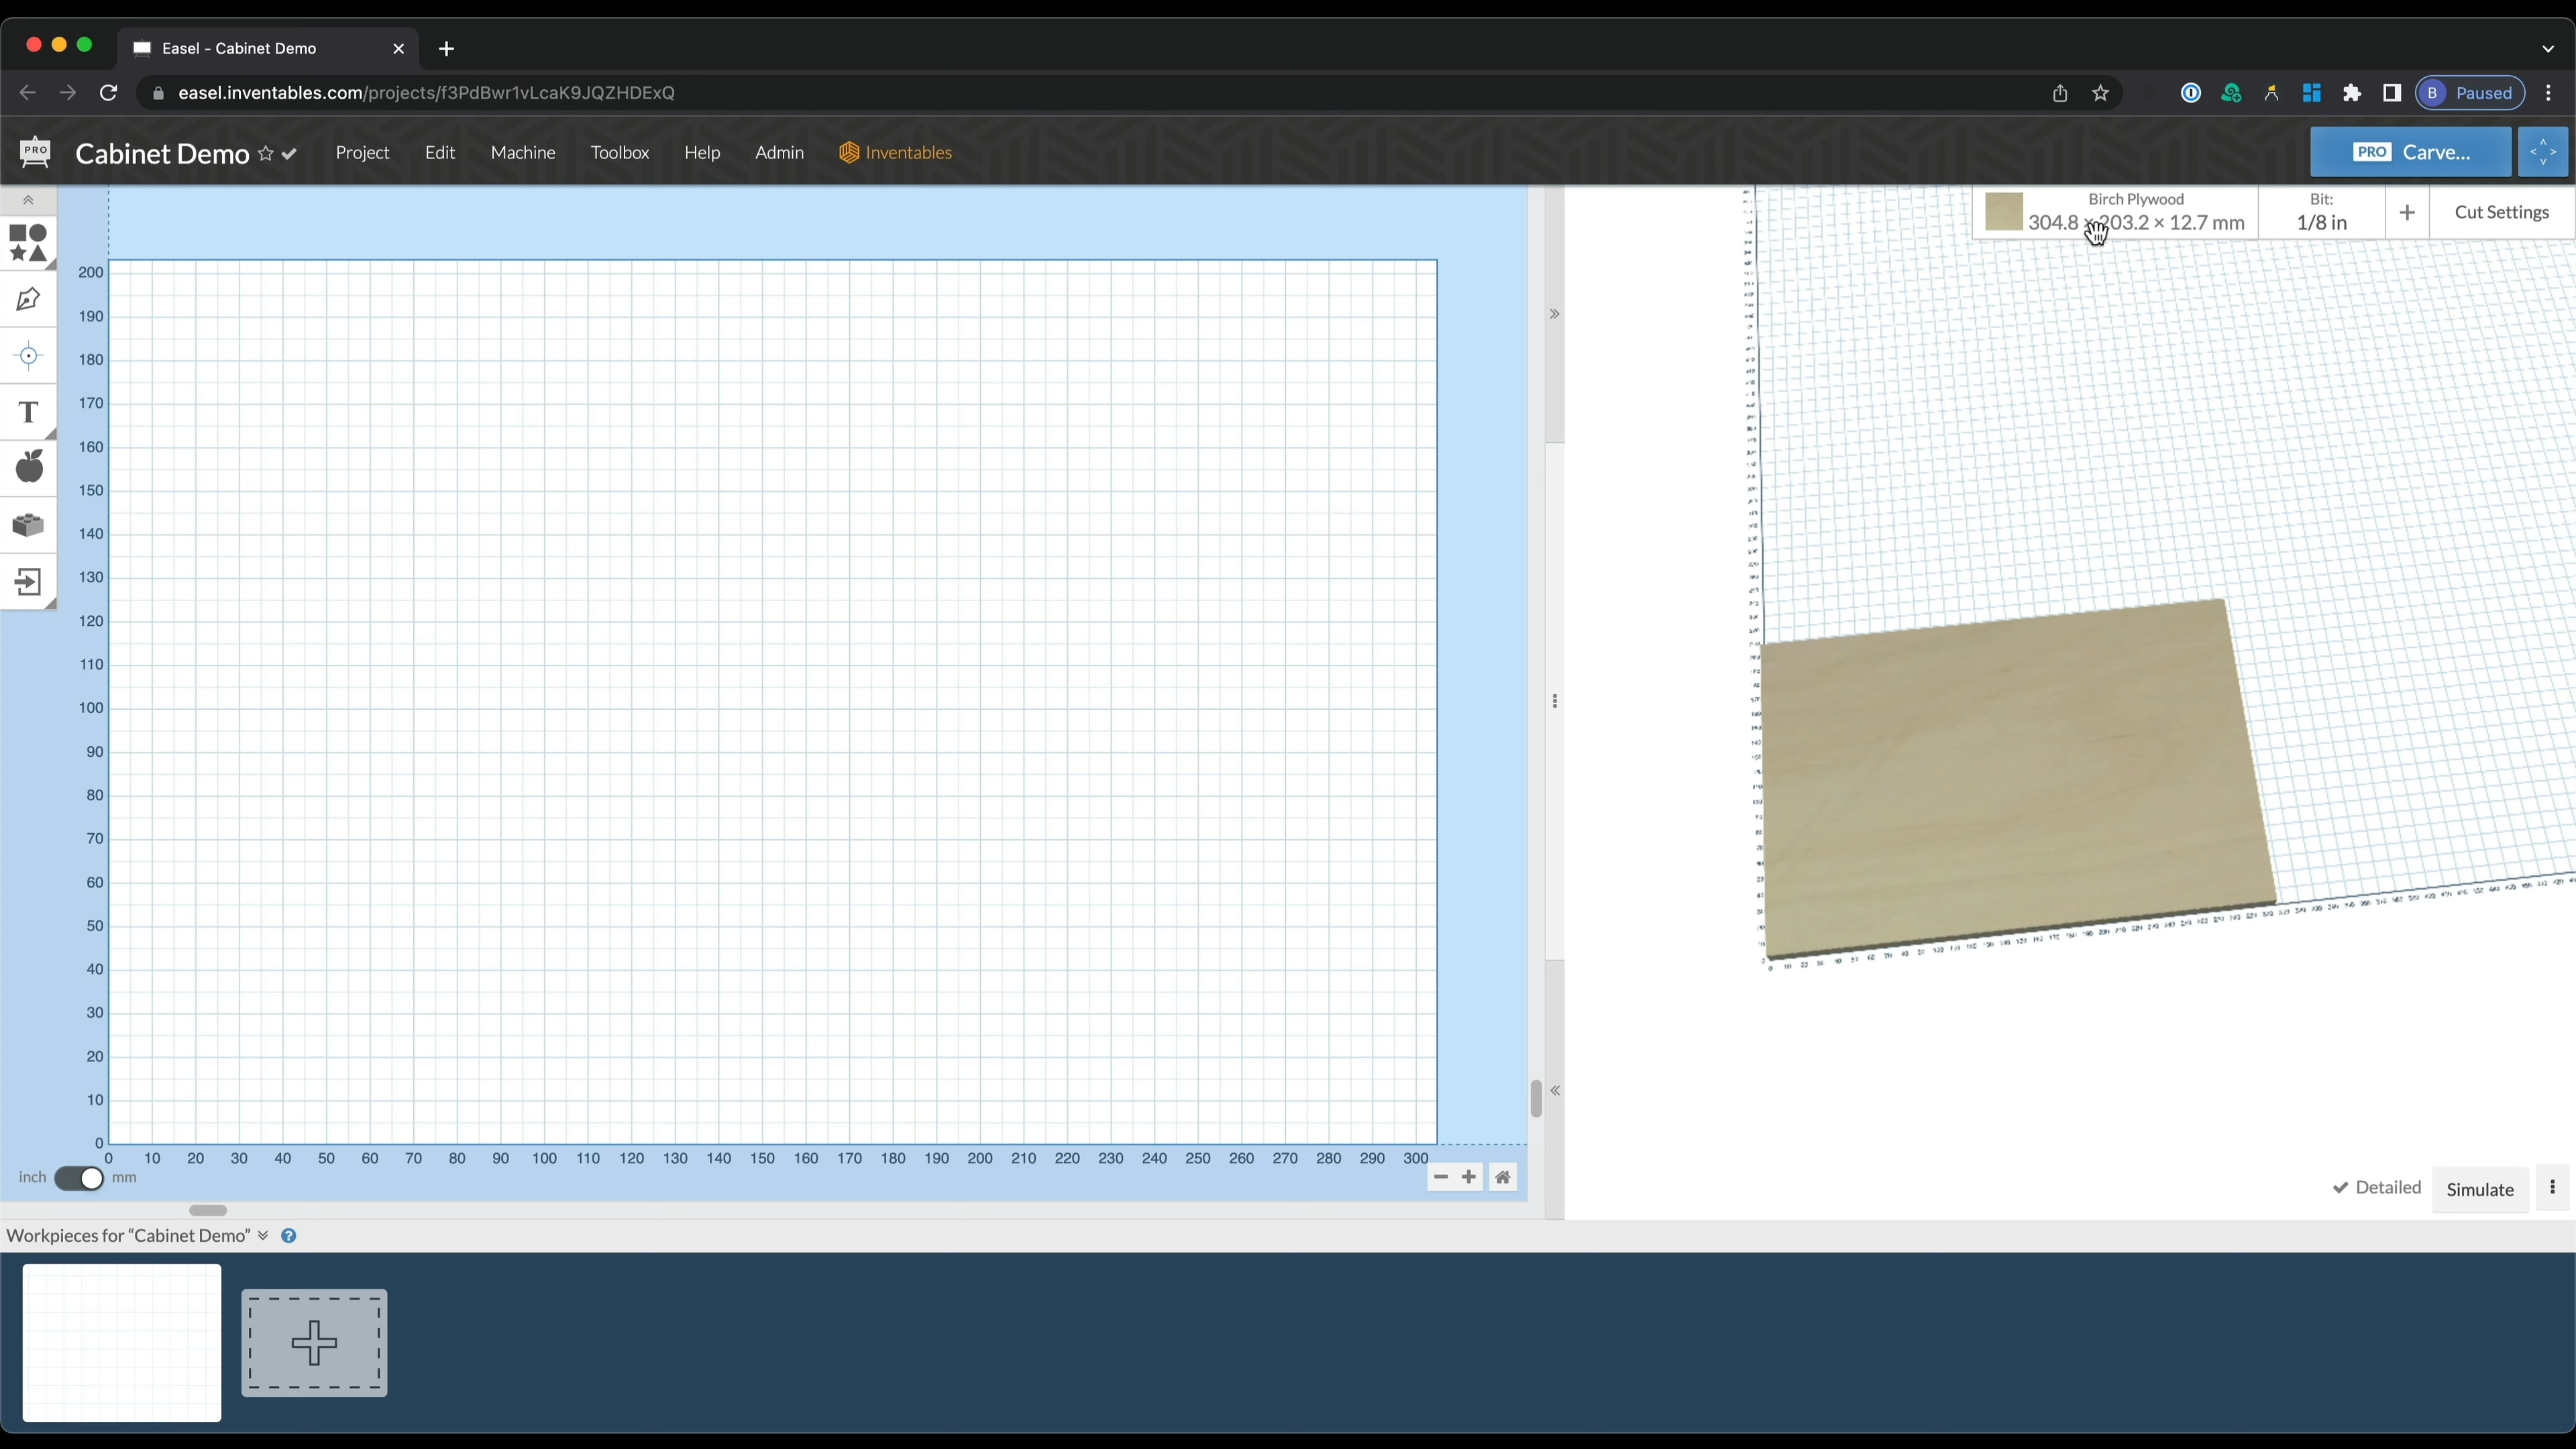 Easel - Cabinet Demo
easel.inventables.com/projects/f3PdBwr1vLcaK9JQZHDExQ
B Paused
PRO
Cabinet Demo
Project Edit Machine Toolbox Help Admin Inventables
PRO Carve...
Birch Plywood
304.8 × 203.2 × 12.7 mm
Bit:
1/8 in
Cut Settings
T
200
190
180
170
160
150
140
130
120
110
100
90
80
70
60
50
40
30
20
10
0
0 10 20 30 40 50 60 70 80 90 100 110 120 130 140 150 160 170 180 190 200 210 220 230 240 250 260 270 280 290 300
inch mm
Detailed
Simulate
Workpieces for “Cabinet Demo” ?